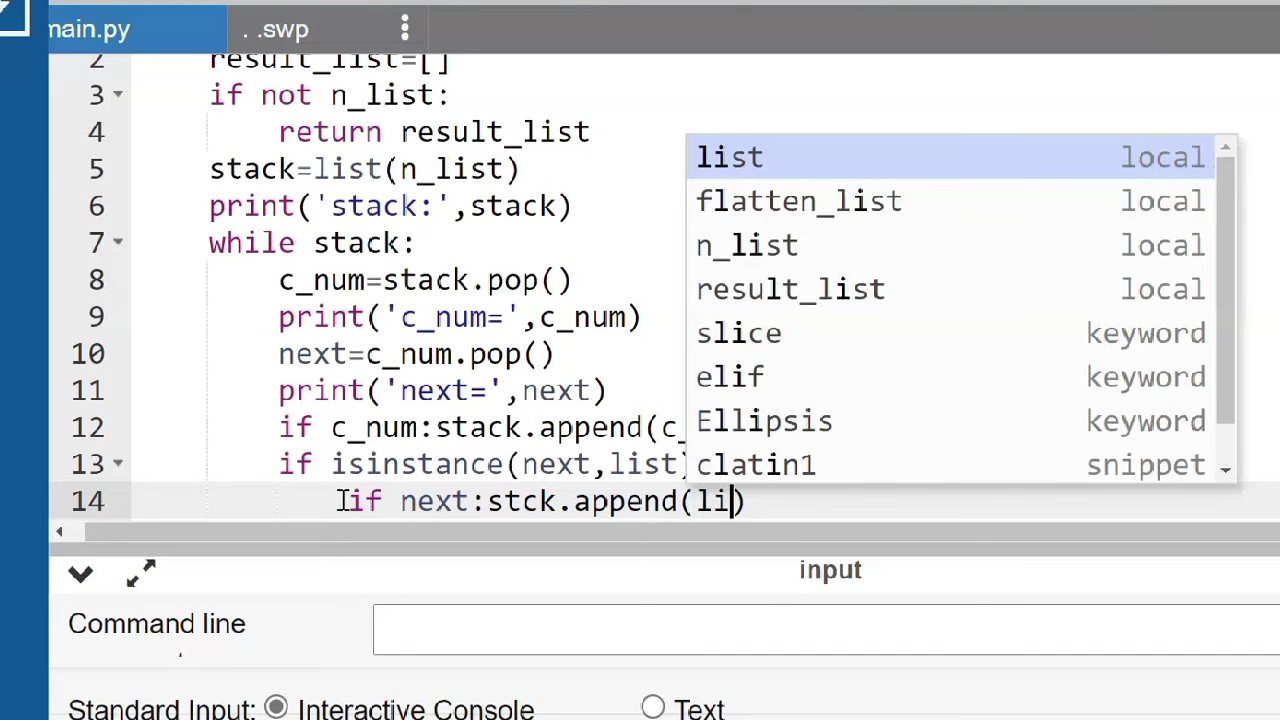 main.py
. .swp
2 result_list=[]
3 if not n_list:
4 return result_list
5 stack=list(n_list)
6 print('stack:',stack)
7 while stack:
8 c_num=stack.pop()
9 print('c_num=',c_num)
10 next=c_num.pop()
11 print('next=',next)
12 if c_num:stack.append(c_
13 if isinstance(next,list)
14 if next:stck.append(li)
list local
flatten_list local
n_list local
result_list local
slice keyword
elif keyword
Ellipsis keyword
clatin1 snippet
input
Command line
Standard Input: Interactive Console Text